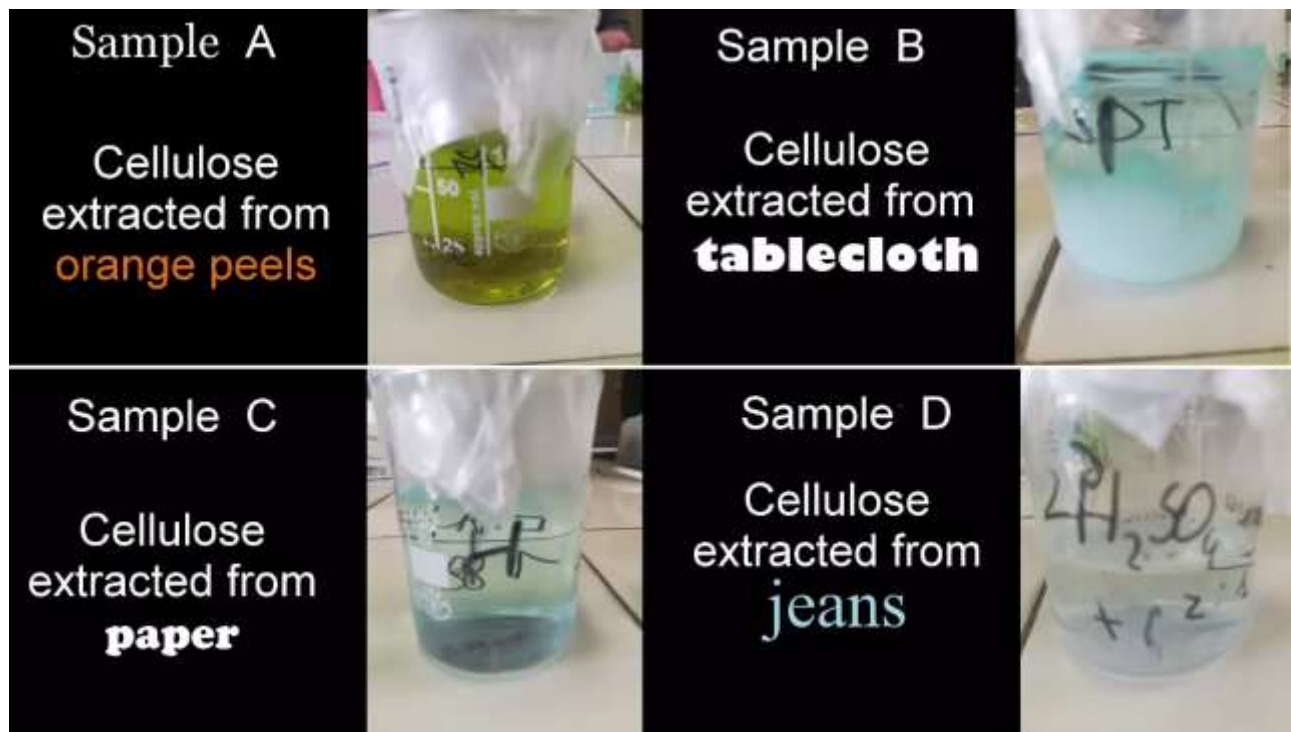 Sample A
Cellulose
extracted from
orange peels
50
25
Sample B
Cellulose
extracted from
tablecloth
PT
Sample C
Cellulose
extracted from
paper
Sample D
Cellulose
extracted from
jeans
H₂SO₄